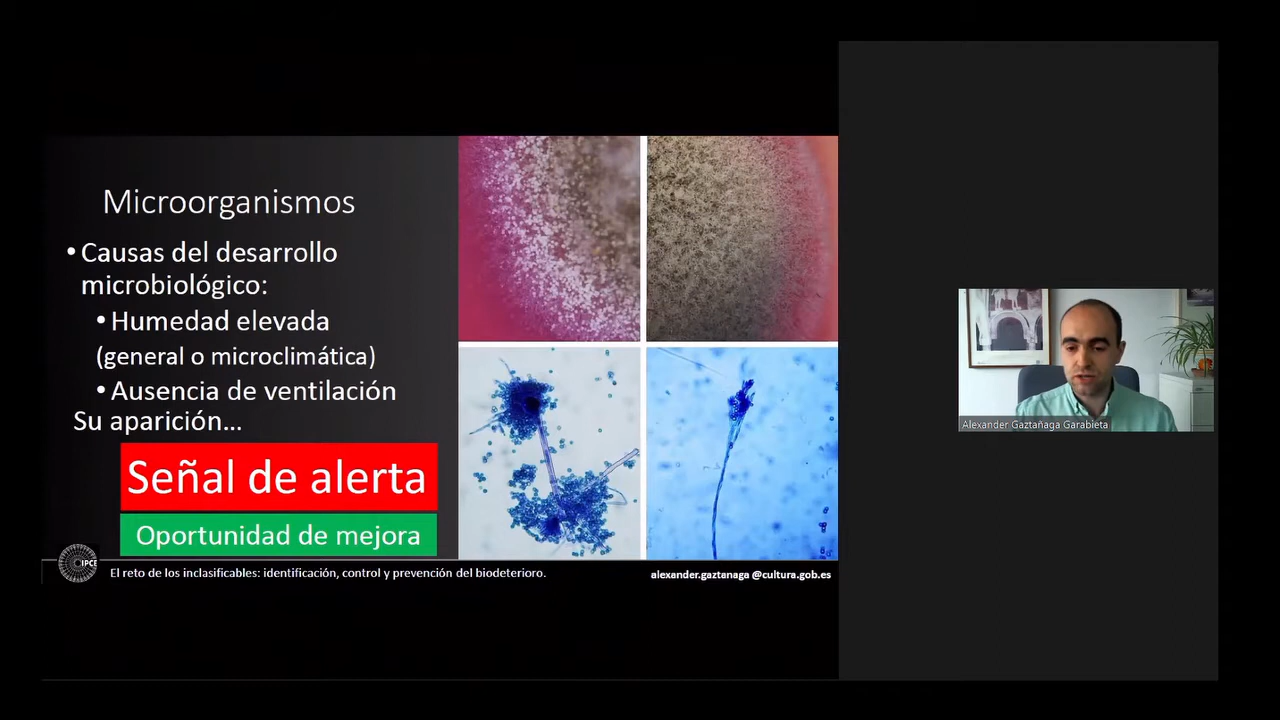 Microorganismos
• Causas del desarrollo
microbiológico:
• Humedad elevada
(general o microclimática)
• Ausencia de ventilación
Su aparición...
Señal de alerta
Oportunidad de mejora
IPCE
El reto de los inclasificables: identificación, control y prevención del biodeterioro.
alexander.gaztanaga @cultura.gob.es
Alexander Gaztañaga Garabieta